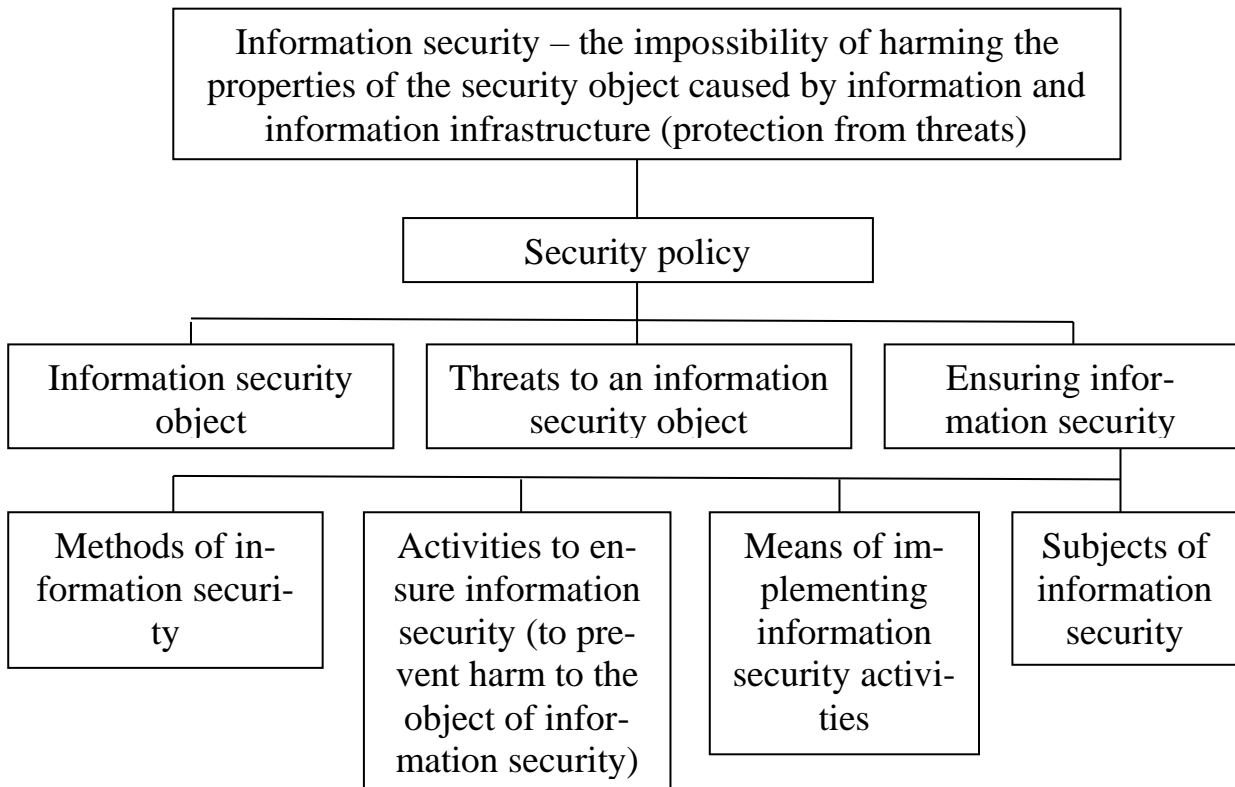 Information security – the impossibility of harming the
properties of the security object caused by information and
information infrastructure (protection from threats)
Security policy
Information security
object
Threats to an information
security object
Ensuring infor-
mation security
Methods of in-
formation securi-
ty
Activities to en-
sure information
security (to pre-
vent harm to the
object of infor-
mation security)
Means of im-
plementing
information
security activi-
ties
Subjects of
information
security